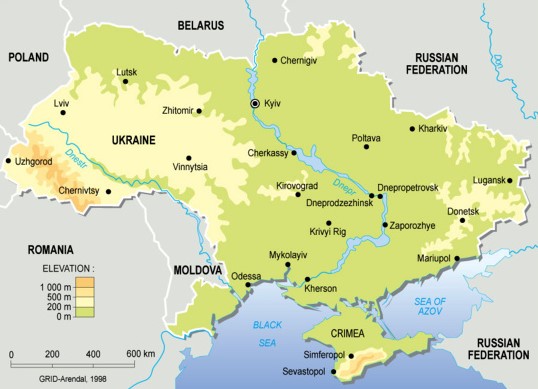 BELARUS
POLAND
RUSSIAN
FEDERATION
Chernigiv
Lutsk
Lviv
Zhitomir
Kyiv
Kharkiv
Poltava
UKRAINE
Cherkassy
Uzhgorod
Dnestr
Vinnytsia
Lugansk
Chernivtsy
Kirovograd
Dnepr
Dnepropetrovsk
Dneprodzezhinsk
Donetsk
Krivyi Rig
Zaporozhye
ROMANIA
Mykolayiv
Mariupol
ELEVATION :
MOLDOVA
Odessa
Kherson
1 000 m
500 m
200 m
0 m
BLACK
SEA
SEA OF
AZOV
CRIMEA
0 200 400 600 km
Simferopol
RUSSIAN
FEDERATION
GRID-Arendal, 1998
Sevastopol
Don